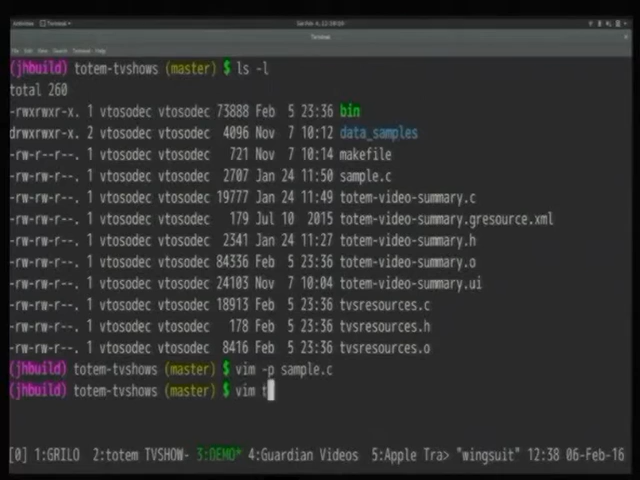 Terminal
Terminal
File Edit View Search Terminal Help
(jhbuild) totem-tvshows (master) $ ls -l
total 260
-rwxrwxr-x. 1 vtosodec vtosodec 73888 Feb 5 23:36 bin
drwxrwxr-x. 2 vtosodec vtosodec 4096 Nov 7 10:12 data_samples
-rw-r--r--. 1 vtosodec vtosodec 721 Nov 7 10:14 makefile
-rw-rw-r--. 1 vtosodec vtosodec 2707 Jan 24 11:50 sample.c
-rw-rw-r--. 1 vtosodec vtosodec 19777 Jan 24 11:49 totem-video-summary.c
-rw-rw-r--. 1 vtosodec vtosodec 179 Jul 10 2015 totem-video-summary.gresource.xml
-rw-rw-r--. 1 vtosodec vtosodec 2341 Jan 24 11:27 totem-video-summary.h
-rw-rw-r--. 1 vtosodec vtosodec 84336 Feb 5 23:36 totem-video-summary.o
-rw-rw-r--. 1 vtosodec vtosodec 24103 Nov 7 10:04 totem-video-summary.ui
-rw-rw-r--. 1 vtosodec vtosodec 18913 Feb 5 23:36 tvsresources.c
-rw-rw-r--. 1 vtosodec vtosodec 178 Feb 5 23:36 tvsresources.h
-rw-rw-r--. 1 vtosodec vtosodec 8416 Feb 5 23:36 tvsresources.o
(jhbuild) totem-tvshows (master) $ vim -p sample.c
(jhbuild) totem-tvshows (master) $ vim t
[0] 1:GRILO 2:totem TVSHOW- 3:DEMO* 4:Guardian Videos 5:Apple Tra> "wingsuit" 12:38 06-Feb-16